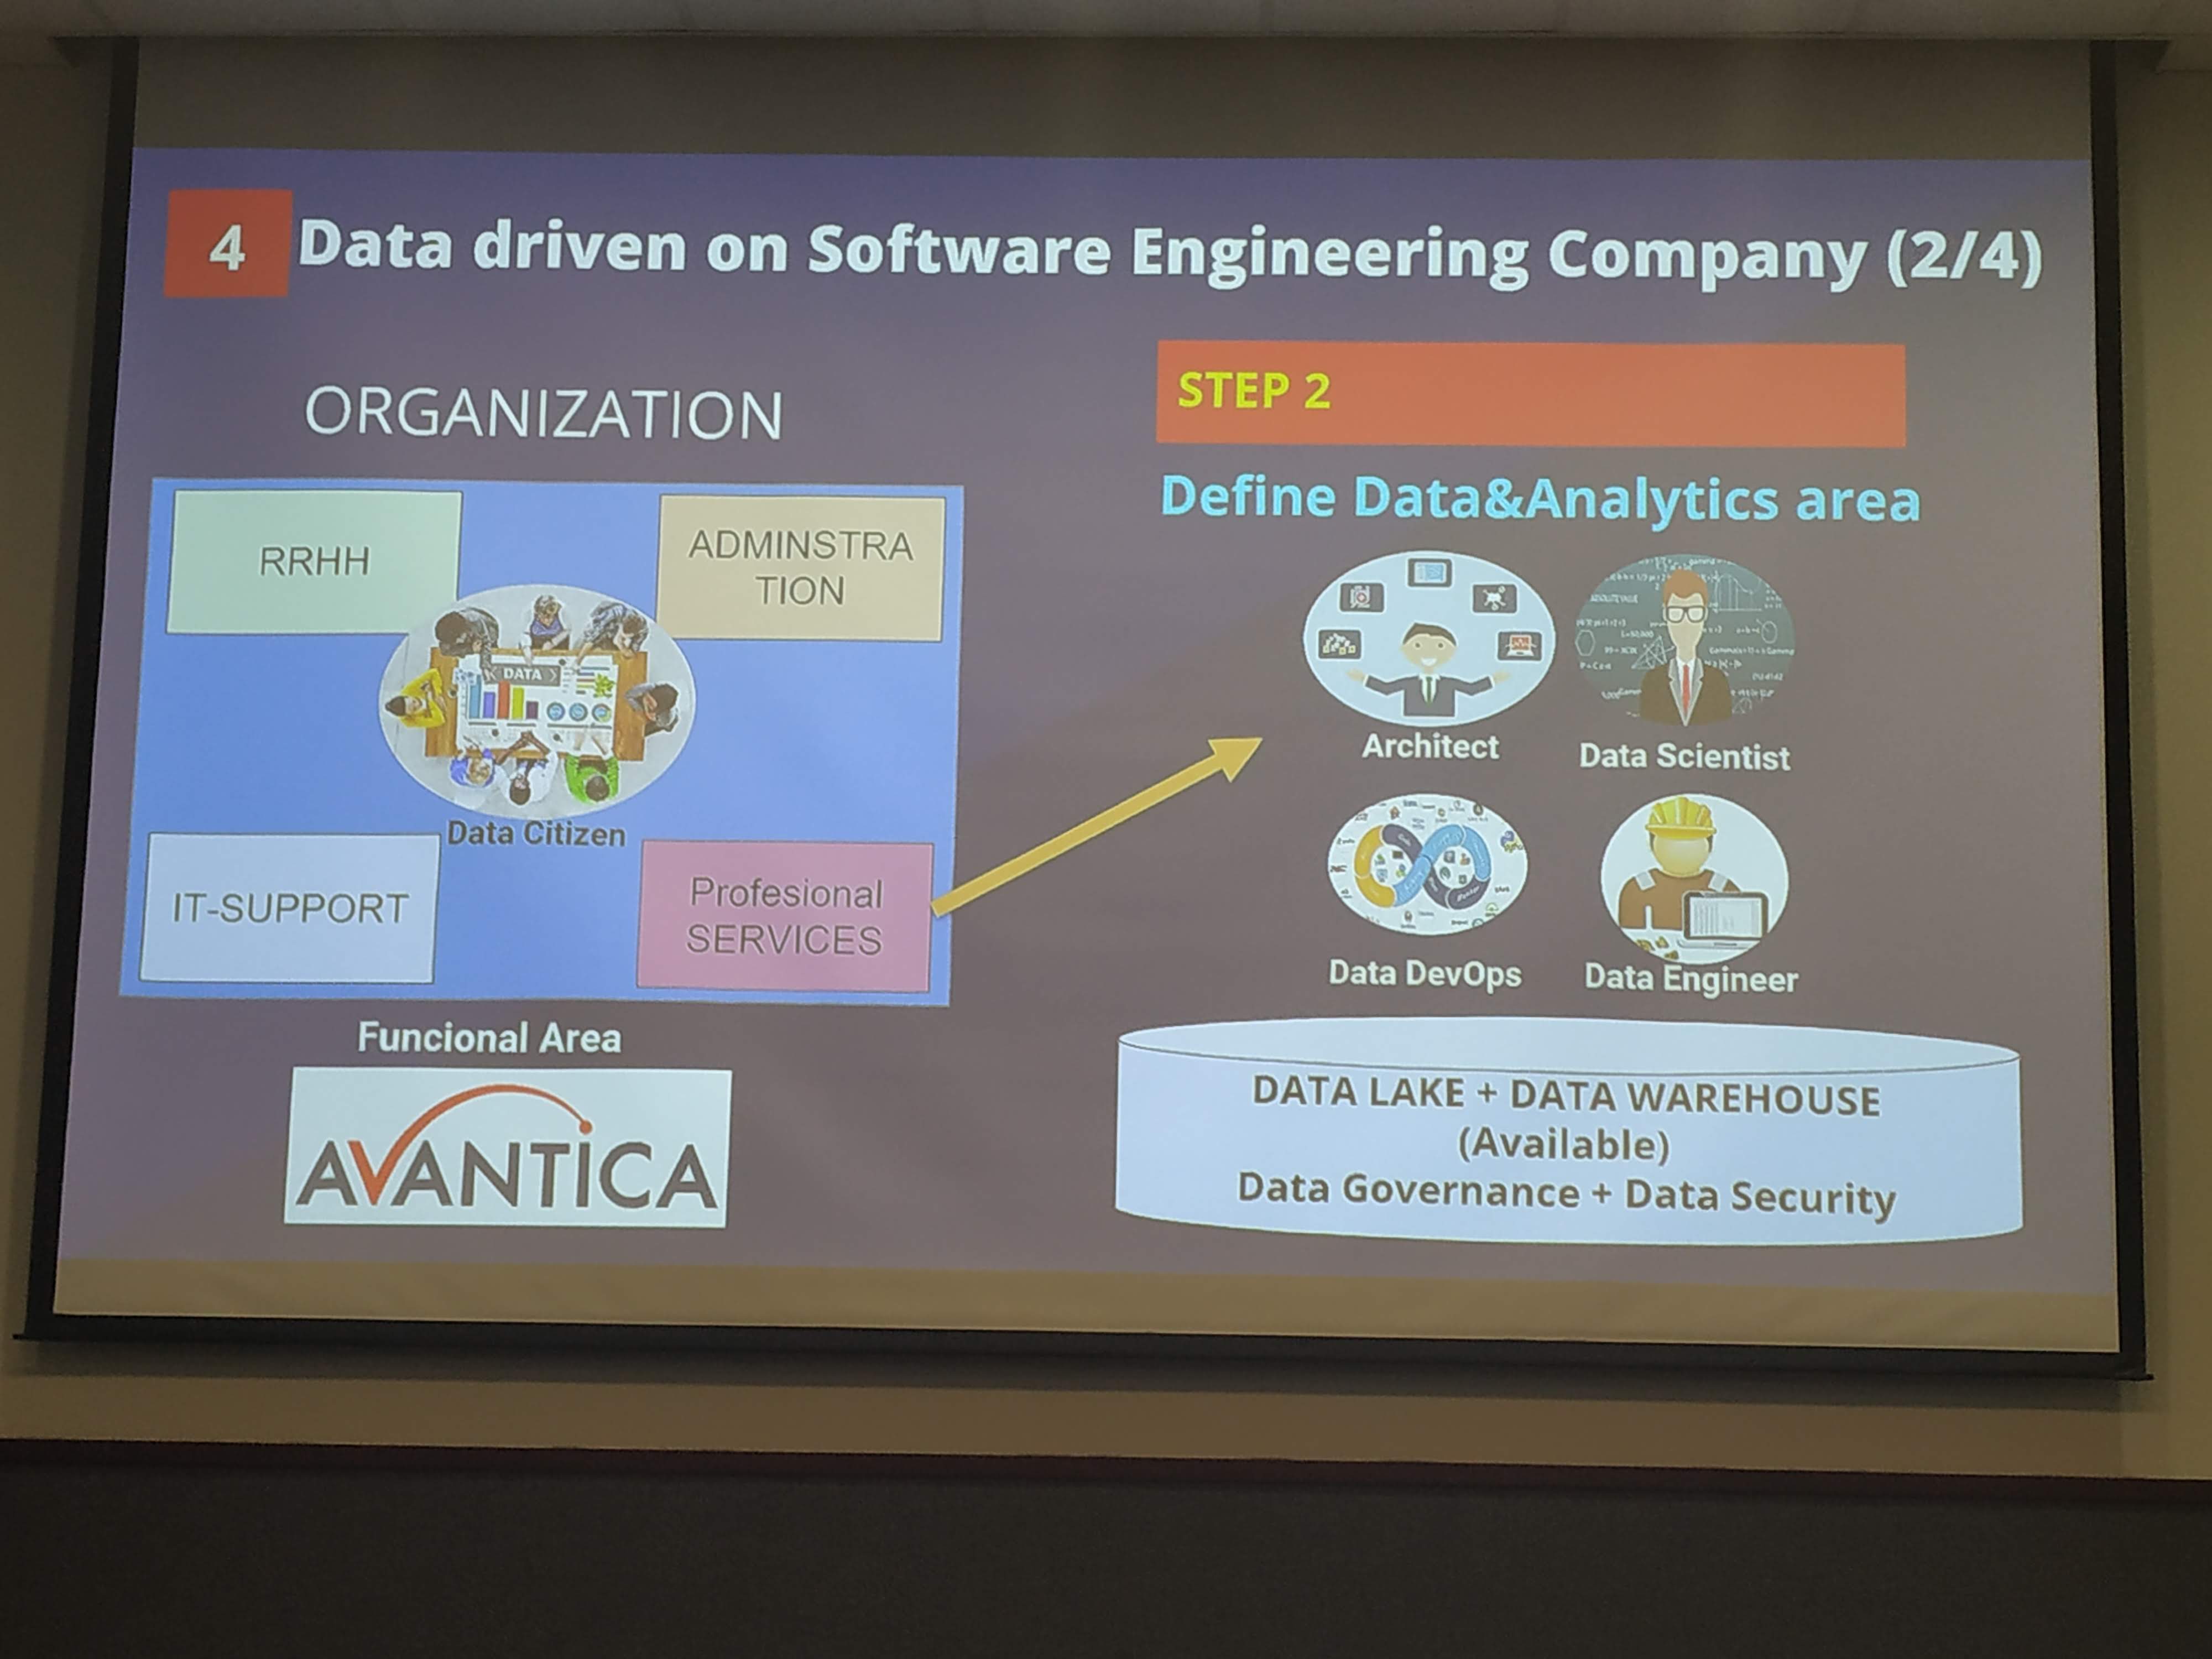 4 Data driven on Software Engineering Company (2/4)
ORGANIZATION
RRHH
ADMINSTRA
TION
DATA
Data Citizen
IT-SUPPORT
Profesional
SERVICES
Funcional Area
AVANTICA
STEP 2
Define Data&Analytics area
Architect
Data Scientist
Data DevOps
Data Engineer
DATA LAKE + DATA WAREHOUSE
(Available)
Data Governance + Data Security